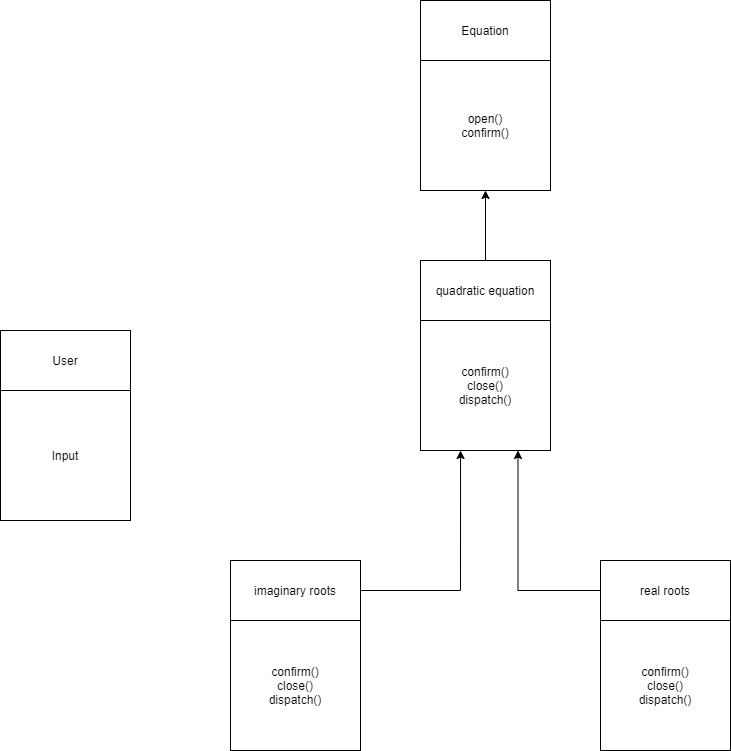 Equation
open()
confirm()
quadratic equation
confirm()
close()
dispatch()
User
Input
imaginary roots
confirm()
close()
dispatch()
real roots
confirm()
close()
dispatch()